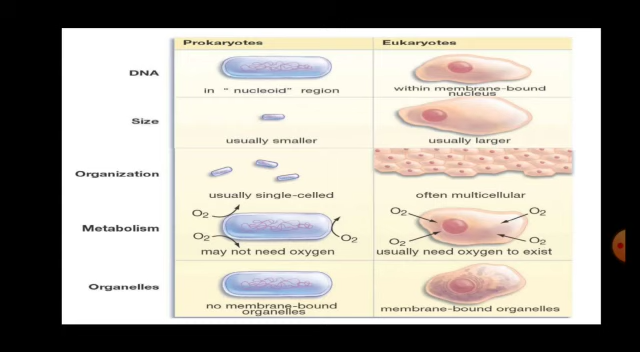 Prokaryotes Eukaryotes
DNA
in " nucleoid" region
within membrane-bound
nucleus
Size
usually smaller
usually larger
Organization
usually single-celled
often multicellular
Metabolism
O2
O2
O2
may not need oxygen
O2
O2
O2
O2
usually need oxygen to exist
Organelles
no membrane-bound
organelles
membrane-bound organelles